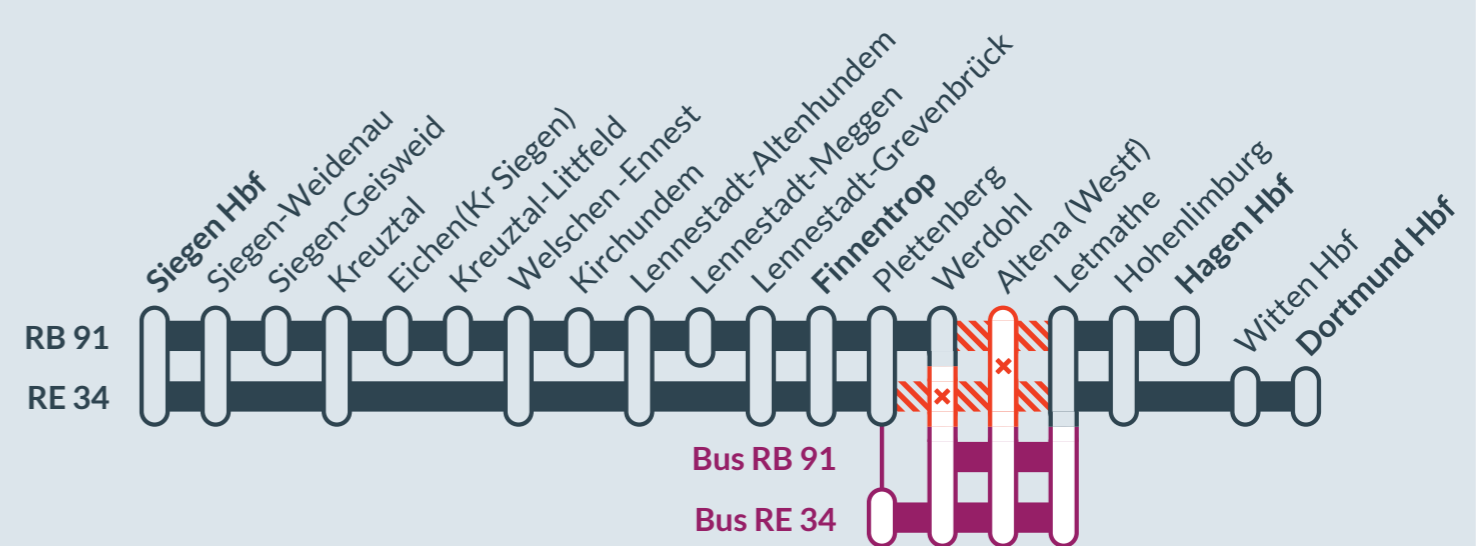 Siegen Hbf
Siegen-Weidenau
Siegen-Geisweid
Kreuztal
Eichen((Kr Siegen)
Kreuztal-Littfeld
Welschen -Ennest
Kirchundem
Lennestadt-Altenhundem
Lennestadt-Meggen
Lennestadt-Grevenbrück
Finnentrop
Plettenberg
Werdohl
Altena (Westf)
Letmathe
Hohenlimburg
Hagen Hbf
Witten Hbf
Dortmund Hbf
RB 91
RE 34
Bus RB 91
Bus RE 34